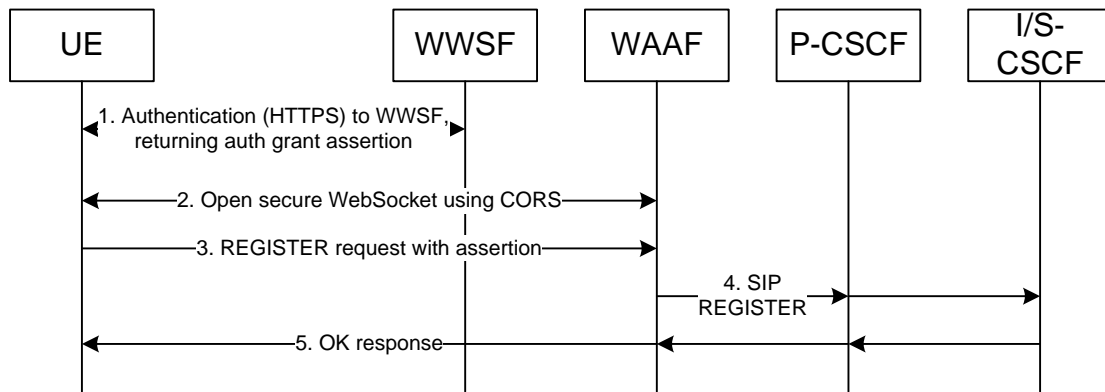 UE
WWSF
WAAF
P-CSCF
I/S-
CSCF
1. Authentication (HTTPS) to WWSF,
returning auth grant assertion
2. Open secure WebSocket using CORS
3. REGISTER request with assertion
4. SIP
REGISTER
5. OK response